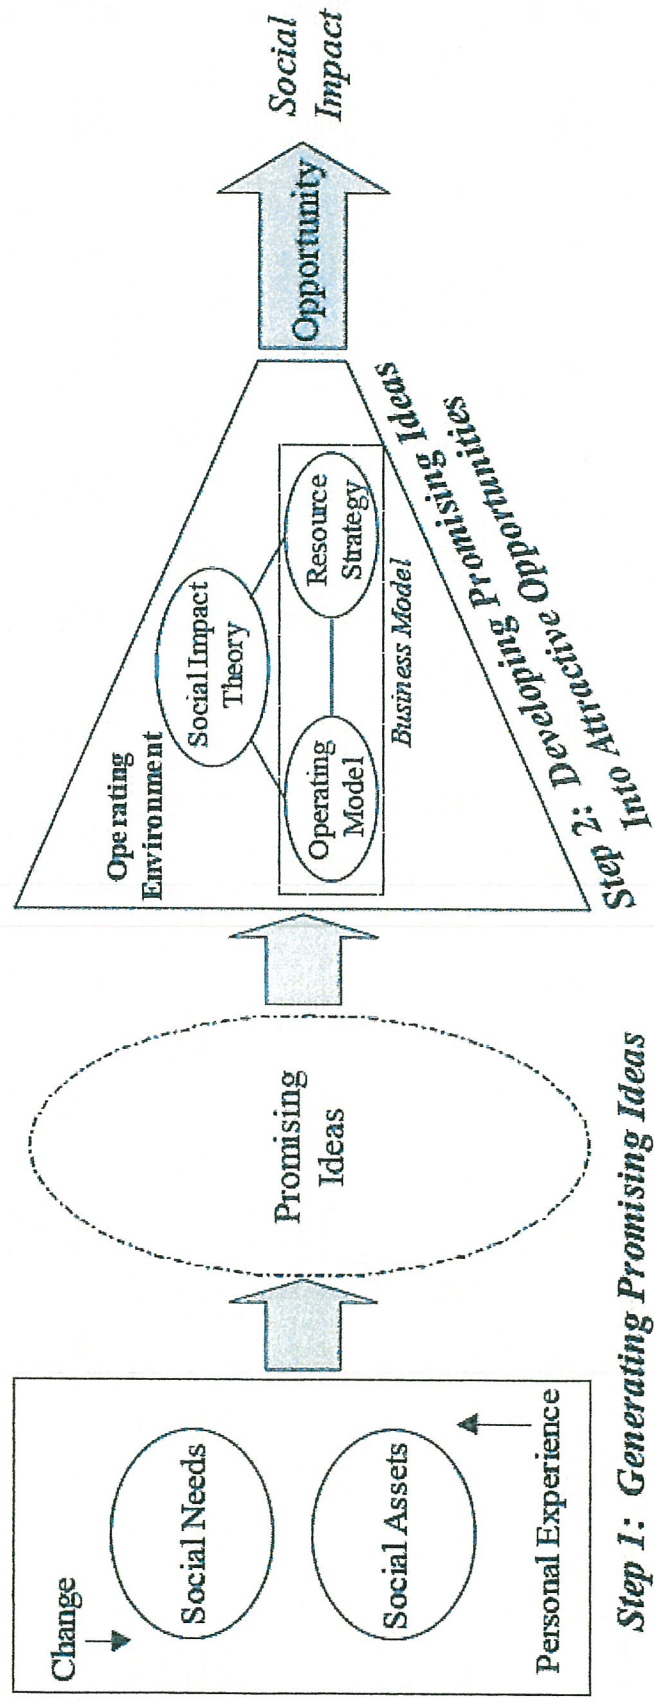 Change
Social Needs
Social Assets
Personal Experience
Step 1: Generating Promising Ideas
Promising
Ideas
Operating
Environment
Social Impact
Theory
Operating
Model
Resource
Strategy
Business Model
Step 2: Developing Promising Ideas
Into Attractive Opportunities
Opportunity
Social
Impact